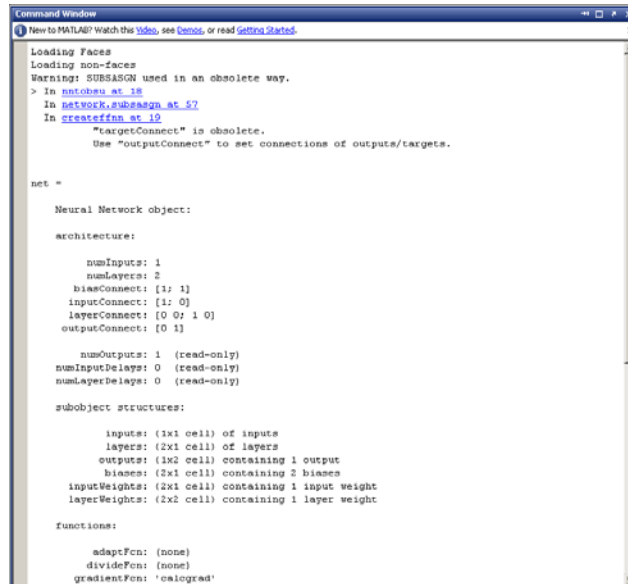 Command Window
New to MATLAB? Watch this Video, see Demos, or read Getting Started.
Loading Faces
Loading non-faces
Warning: SUBSASGN used in an obsolete way.
> In nntobsu at 18
In network.subsasgn at 57
In createffnn at 19
"targetConnect" is obsolete.
Use "outputConnect" to set connections of outputs/targets.
net =
Neural Network object:
architecture:
numInputs: 1
numLayers: 2
biasConnect: [1; 1]
inputConnect: [1; 0]
layerConnect: [0 0; 1 0]
outputConnect: [0 1]
numOutputs: 1 (read-only)
numInputDelays: 0 (read-only)
numLayerDelays: 0 (read-only)
subobject structures:
inputs: (1x1 cell) of inputs
layers: (2x1 cell) of layers
outputs: (1x2 cell) containing 1 output
biases: (2x1 cell) containing 2 biases
inputWeights: (2x1 cell) containing 1 input weight
layerWeights: (2x2 cell) containing 1 layer weight
functions:
adaptFcn: (none)
divideFcn: (none)
gradientFcn: 'calcgrad'